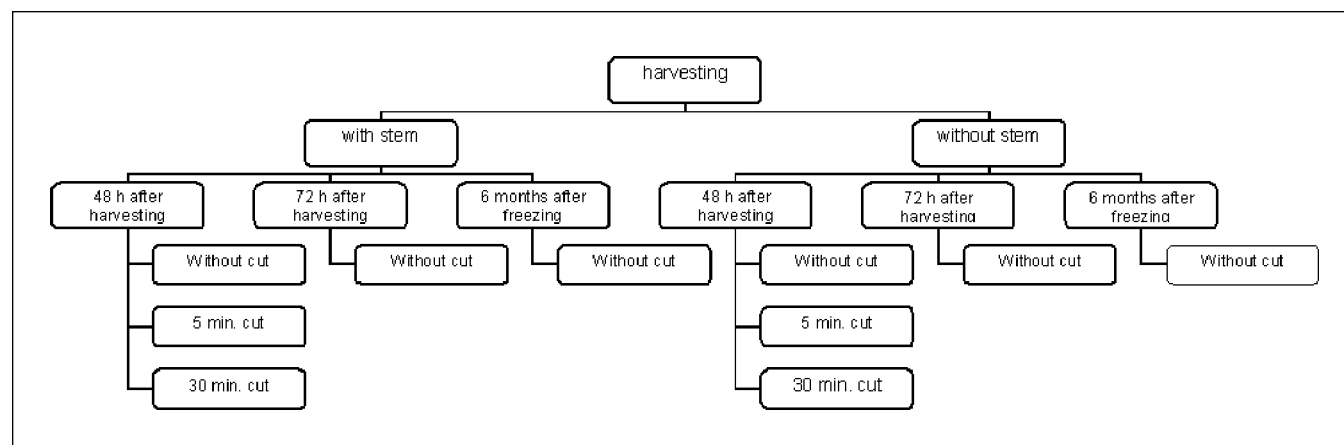 harvesting
with stem
without stem
48 h after
harvesting
72 h after
harvesting
6 months after
freezing
48 h after
harvesting
72 h after
harvesting
6 months after
freezing
Without cut
Without cut
Without cut
Without cut
Without cut
Without cut
5 min. cut
5 min. cut
30 min. cut
30 min. cut